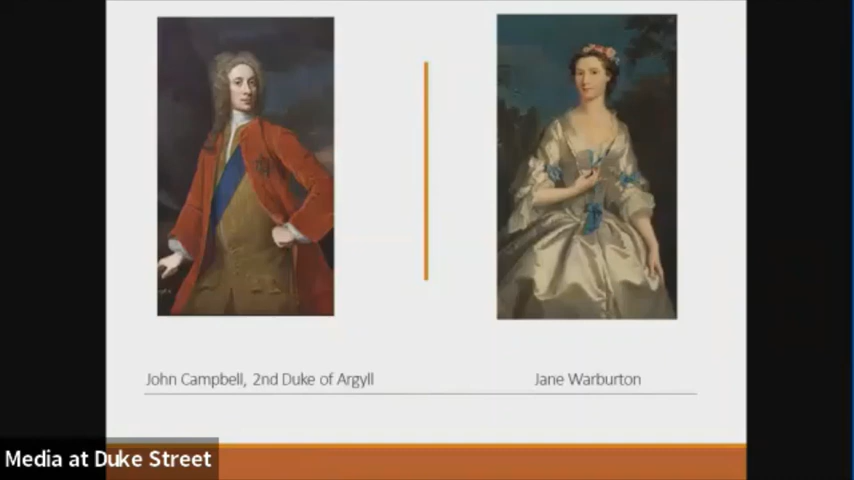 John Campbell, 2nd Duke of Argyll
Jane Warburton
Media at Duke Street